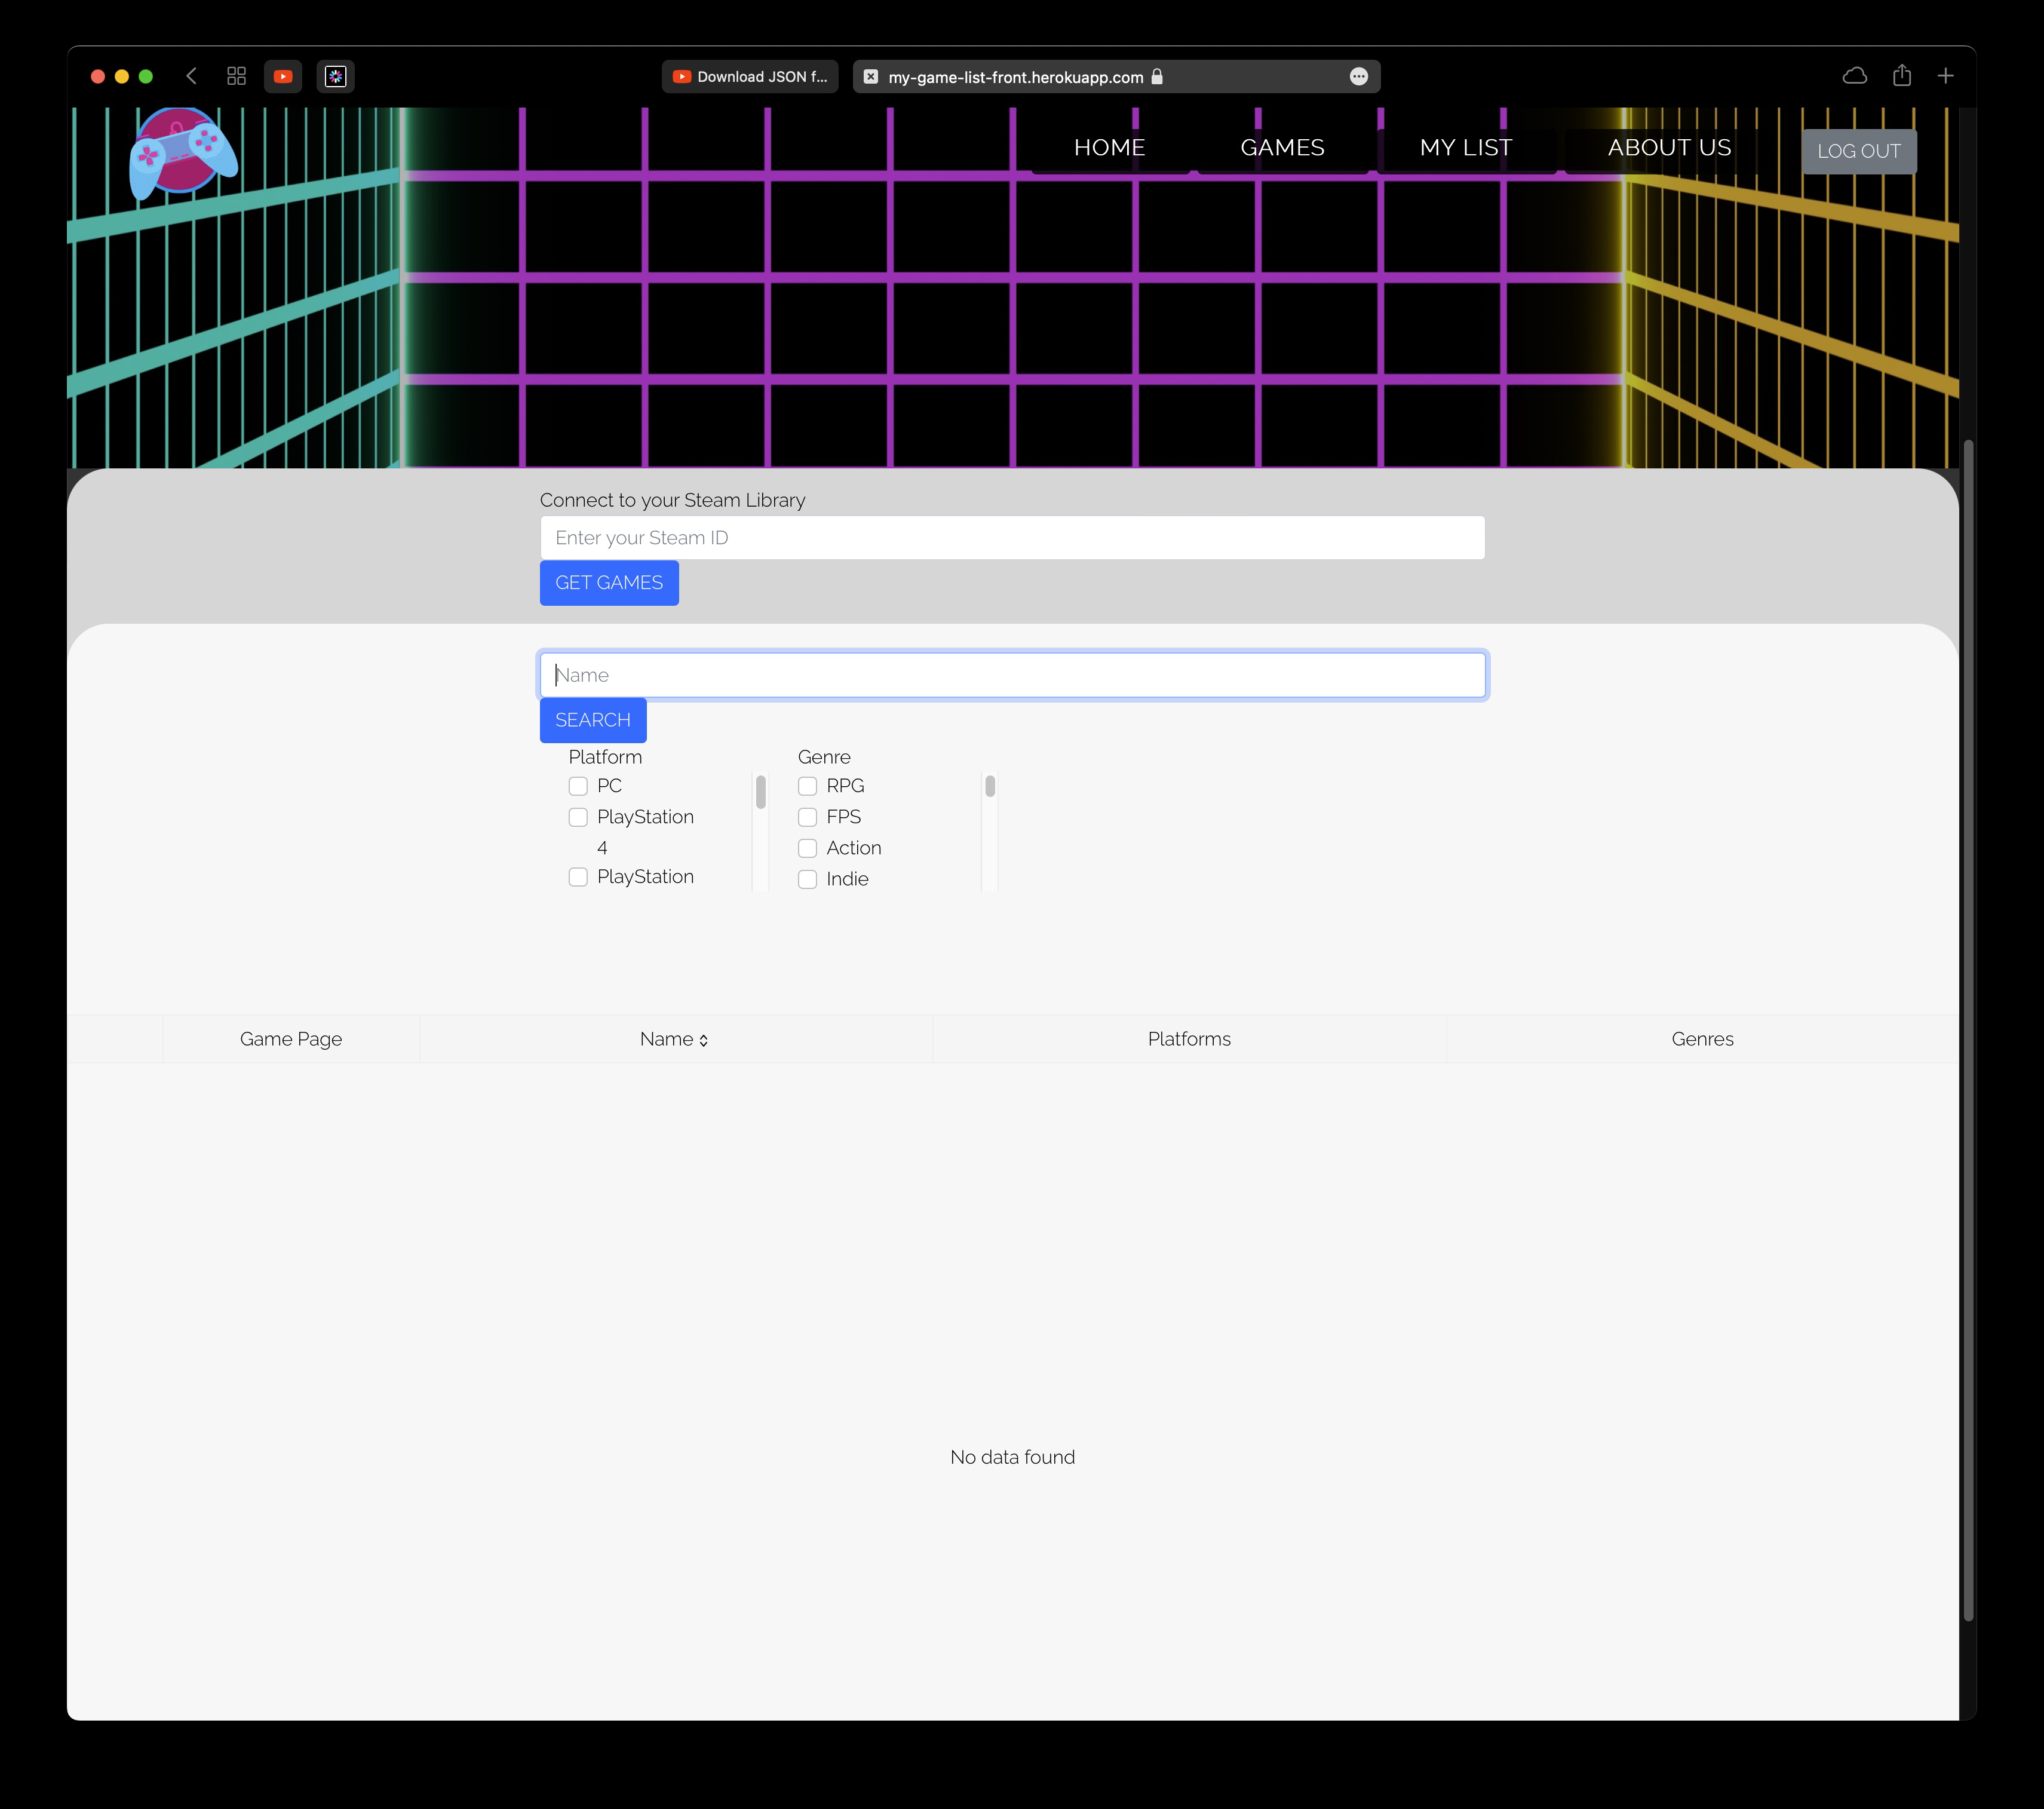 Download JSON f...
my-game-list-front.herokuapp.com
HOME
GAMES
MY LIST
ABOUT US
LOG OUT
Connect to your Steam Library
Enter your Steam ID
GET GAMES
Name
SEARCH
Platform
PC
PlayStation
4
PlayStation
Genre
RPG
FPS
Action
Indie
Game Page
Name
Platforms
Genres
No data found